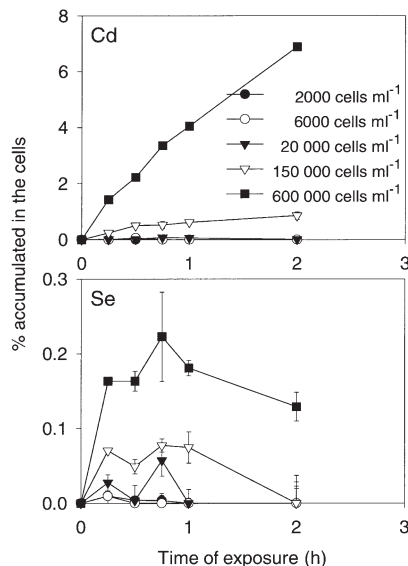 8
Cd
6
2000 cells ml-1
6000 cells ml-1
4
20 000 cells ml-1
150 000 cells ml-1
600 000 cells ml-1
2
0
0 1 2 3
% accumulated in the cells
0.3
Se
0.2
0.1
0.0
0 1 2 3
Time of exposure (h)